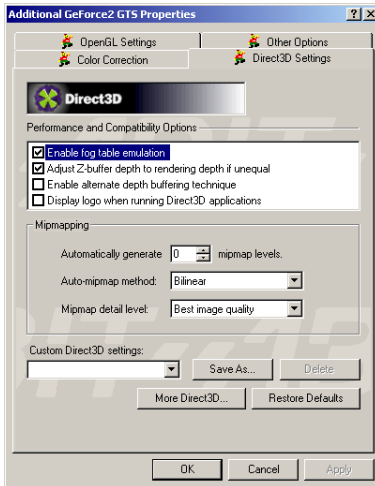 Additional GeForce2 GTS Properties
OpenGL Settings
Other Options
Color Correction
Direct3D Settings
Direct3D
Performance and Compatibility Options
Enable fog table emulation
Adjust Z-buffer depth to rendering depth if unequal
Enable alternate depth buffering technique
Display logo when running Direct3D applications
Mipmapping
Automatically generate 0 mipmap levels.
Auto-mipmap method: Bilinear
Mipmap detail level: Best image quality
Custom Direct3D settings:
Save As... Delete
More Direct3D... Restore Defaults
OK Cancel Apply